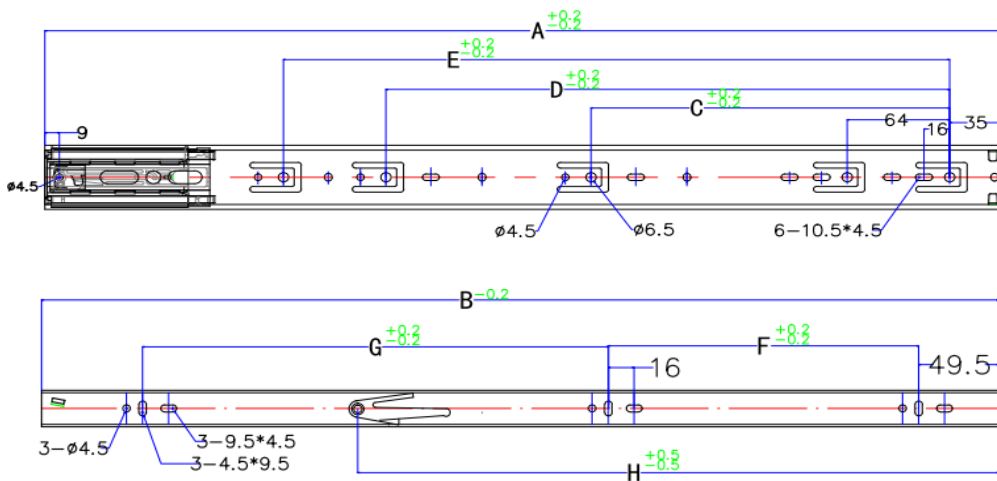 A +0.2 -0.2
E +0.2 -0.2
D +0.2 -0.2
C +0.2 -0.2
64
9
16
35
ø4.5
ø4.5
ø6.5
6-10.5*4.5
B -0.2
G +0.2 -0.2
F +0.2 -0.2
16
49.5
3-ø4.5
3-9.5*4.5
3-4.5*9.5
H +0.5 -0.5